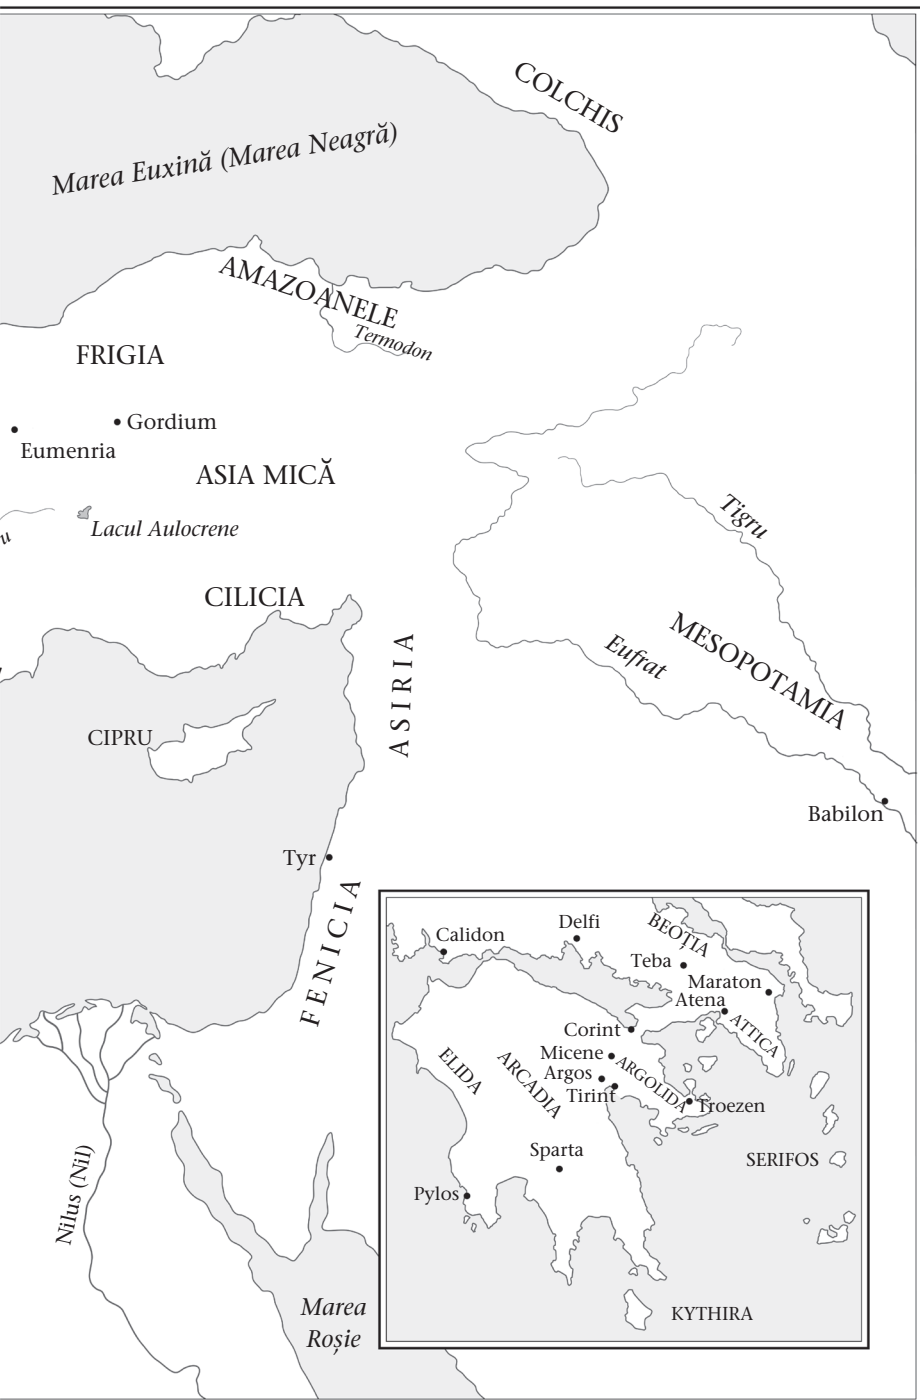 COLCHIS
Marea Euxină (Marea Neagră)
AMAZOANELE
Termodon
FRIGIA
Gordium
Eumenria
ASIA MICĂ
Lacul Aulocrene
u
Tigru
CILICIA
MESOPOTAMIA
Eufrat
ASIRIA
CIPRU
Babilon
Tyr
FENICIA
Nilus (Nil)
Marea
Roșie
Calidon
Delfi
BEOȚIA
Teba
Maraton
Atena
ATTICA
Corint
Micene
Argos
Tirint
ARGOLIDA
Troezen
ELIDA
ARCADIA
Sparta
SERIFOS
Pylos
KYTHIRA